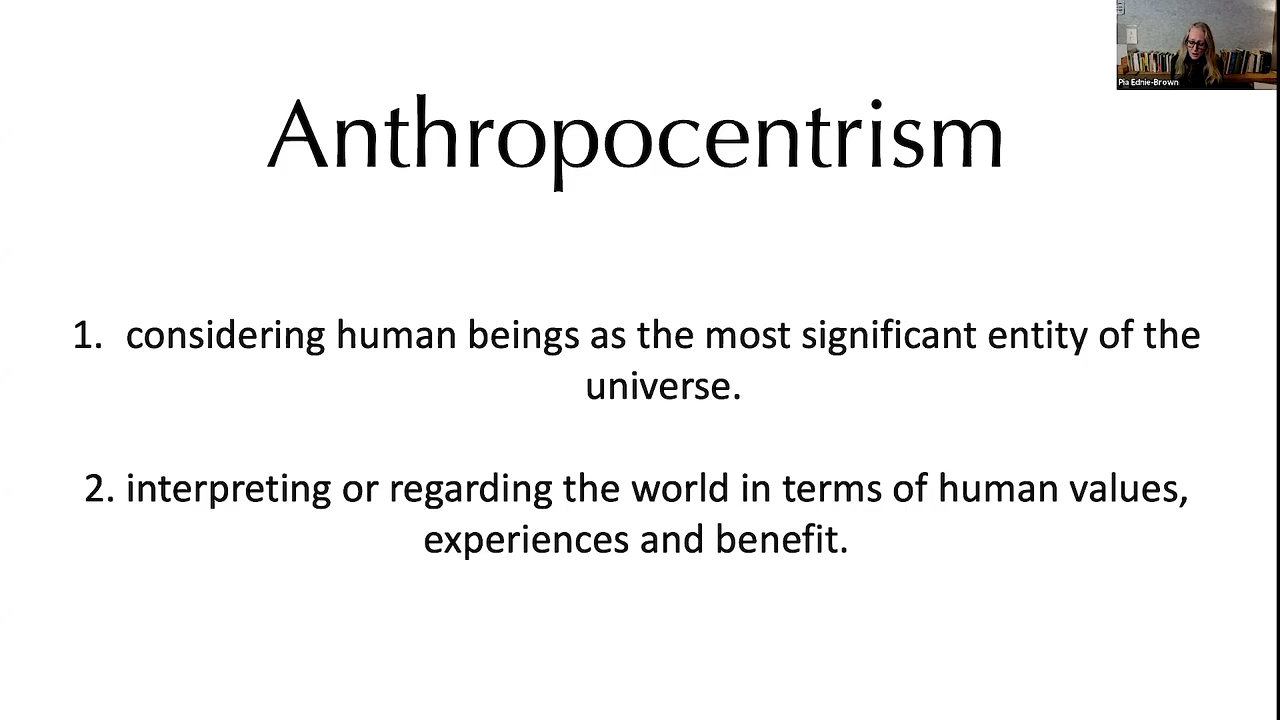 Pia Ednie-Brown
Anthropocentrism
1. considering human beings as the most significant entity of the
universe.
2. interpreting or regarding the world in terms of human values,
experiences and benefit.